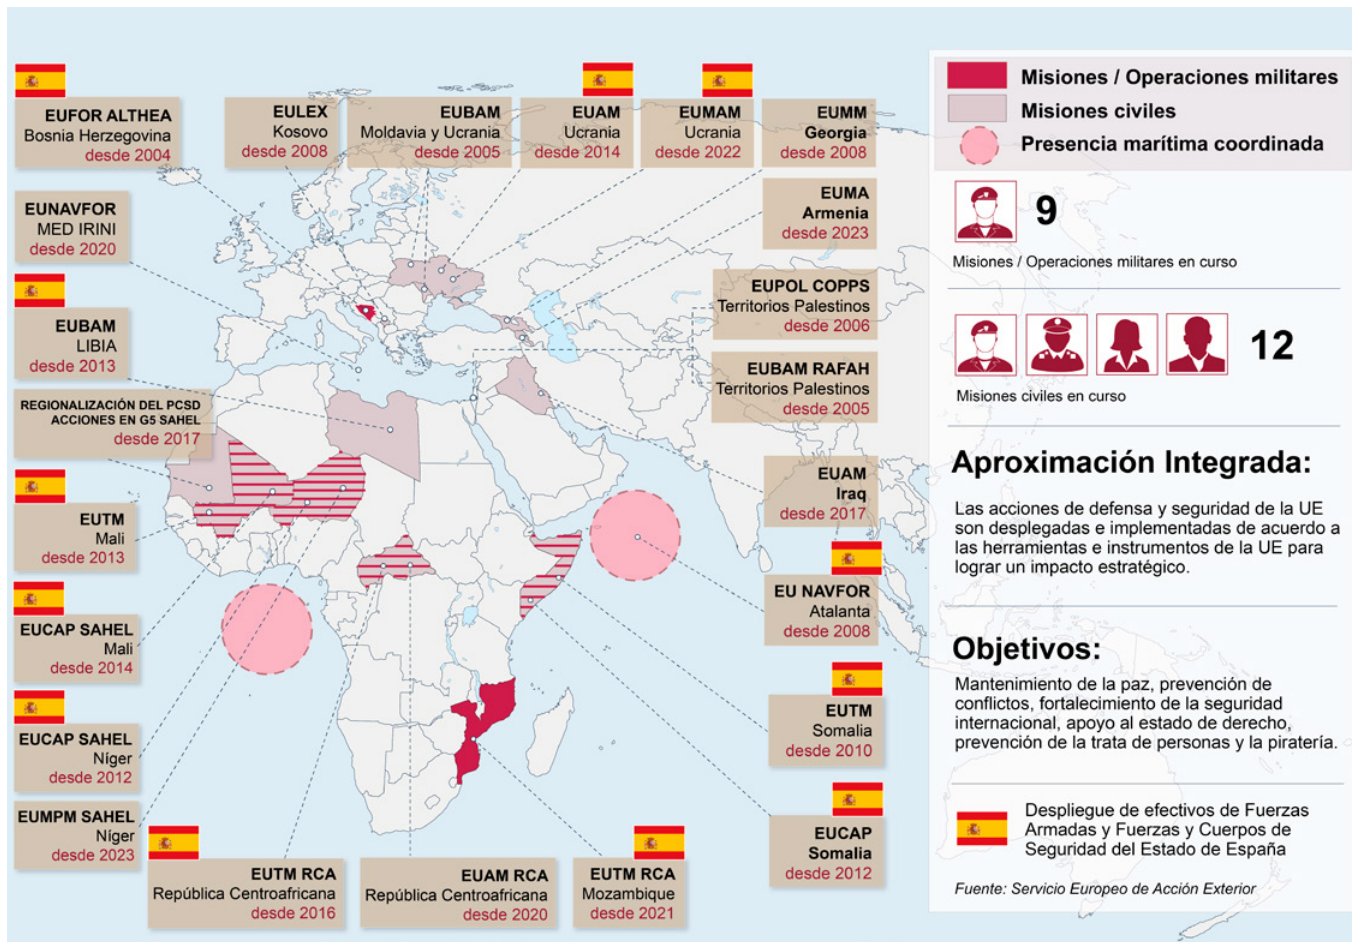 EUFOR ALTHEA
Bosnia Herzegovina
desde 2004
EULEX
Kosovo
desde 2008
EUBAM
Moldavia y Ucrania
desde 2005
EUAM
Ucrania
desde 2014
EUMAM
Ucrania
desde 2022
EUMM
Georgia
desde 2008
EUNAVFOR
MED IRINI
desde 2020
EUMA
Armenia
desde 2023
EUBAM
LIBIA
desde 2013
EUPOL COPPS
Territorios Palestinos
desde 2006
EUBAM RAFAH
Territorios Palestinos
desde 2005
REGIONALIZACIÓN DEL PCSD
ACCIONES EN G5 SAHEL
desde 2017
EUAM
Iraq
desde 2017
EUTM
Mali
desde 2013
EU NAVFOR
Atalanta
desde 2008
EUCAP SAHEL
Mali
desde 2014
EUTM
Somalia
desde 2010
EUCAP SAHEL
Níger
desde 2012
EUMPM SAHEL
Níger
desde 2023
EUCAP
Somalia
desde 2012
EUTM RCA
República Centroafricana
desde 2016
EUAM RCA
República Centroafricana
desde 2020
EUTM RCA
Mozambique
desde 2021
Misiones / Operaciones militares
Misiones civiles
Presencia marítima coordinada
9
Misiones / Operaciones militares en curso
12
Misiones civiles en curso
Aproximación Integrada:
Las acciones de defensa y seguridad de la UE
son desplegadas e implementadas de acuerdo a
las herramientas e instrumentos de la UE para
lograr un impacto estratégico.
Objetivos:
Mantenimiento de la paz, prevención de
conflictos, fortalecimiento de la seguridad
internacional, apoyo al estado de derecho,
prevención de la trata de personas y la piratería.
Despliegue de efectivos de Fuerzas
Armadas y Fuerzas y Cuerpos de
Seguridad del Estado de España
Fuente: Servicio Europeo de Acción Exterior